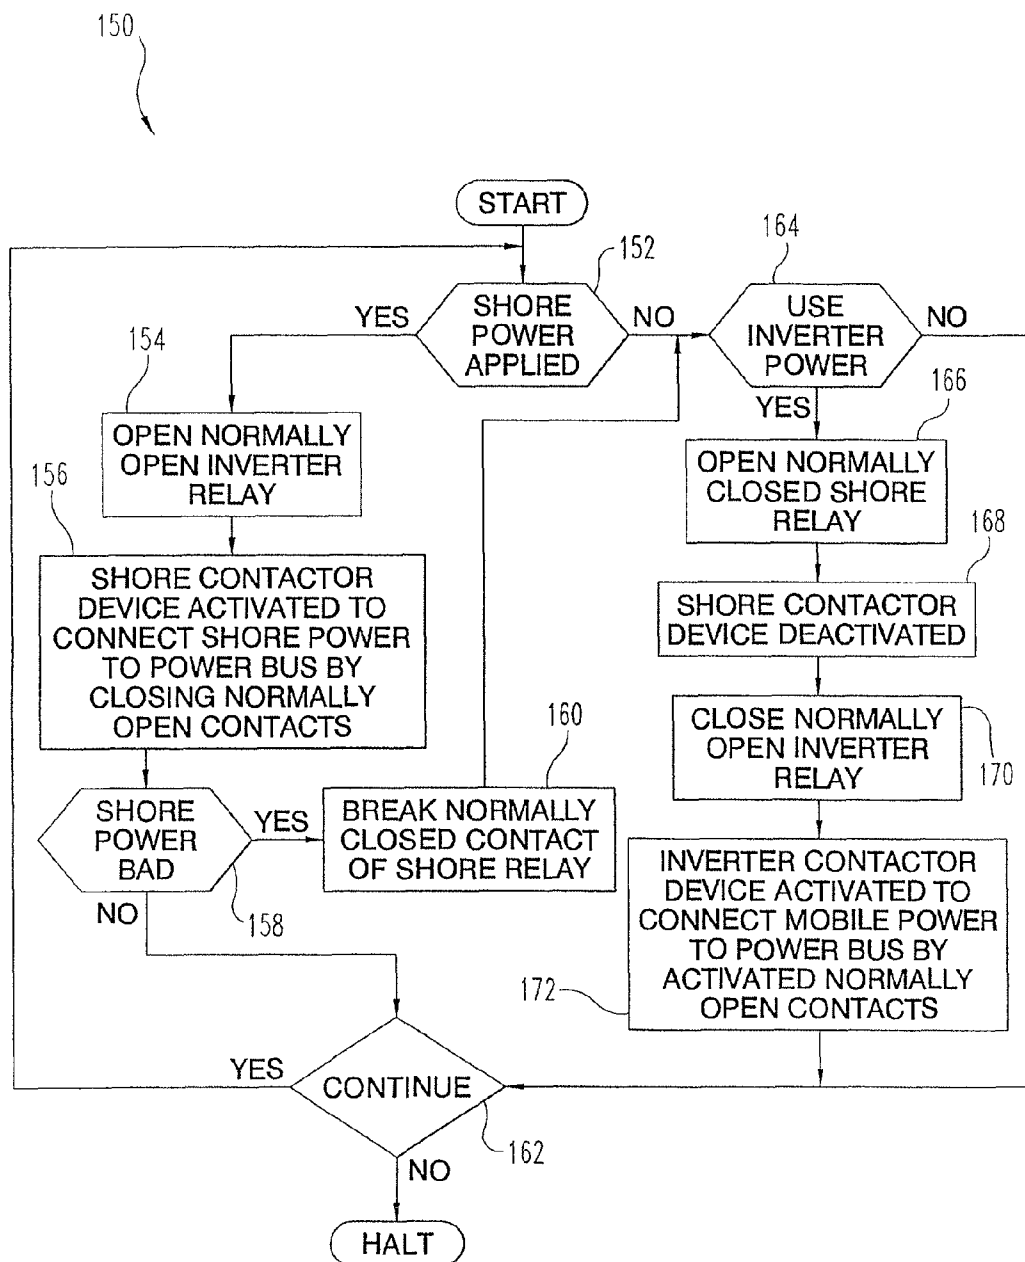 150
START
164
152
YES
SHORE
POWER
APPLIED
NO
USE
INVERTER
POWER
NO
154
YES
166
OPEN NORMALLY
OPEN INVERTER
RELAY
OPEN NORMALLY
CLOSED SHORE
RELAY
156
168
SHORE CONTACTOR
DEVICE ACTIVATED TO
CONNECT SHORE POWER
TO POWER BUS BY
CLOSING NORMALLY
OPEN CONTACTS
SHORE CONTACTOR
DEVICE DEACTIVATED
160
CLOSE NORMALLY
OPEN INVERTER
RELAY
170
SHORE
POWER
BAD
YES
BREAK NORMALLY
CLOSED CONTACT
OF SHORE RELAY
NO
158
INVERTER CONTACTOR
DEVICE ACTIVATED TO
CONNECT MOBILE POWER
TO POWER BUS BY
ACTIVATED NORMALLY
OPEN CONTACTS
172
YES
CONTINUE
162
NO
HALT